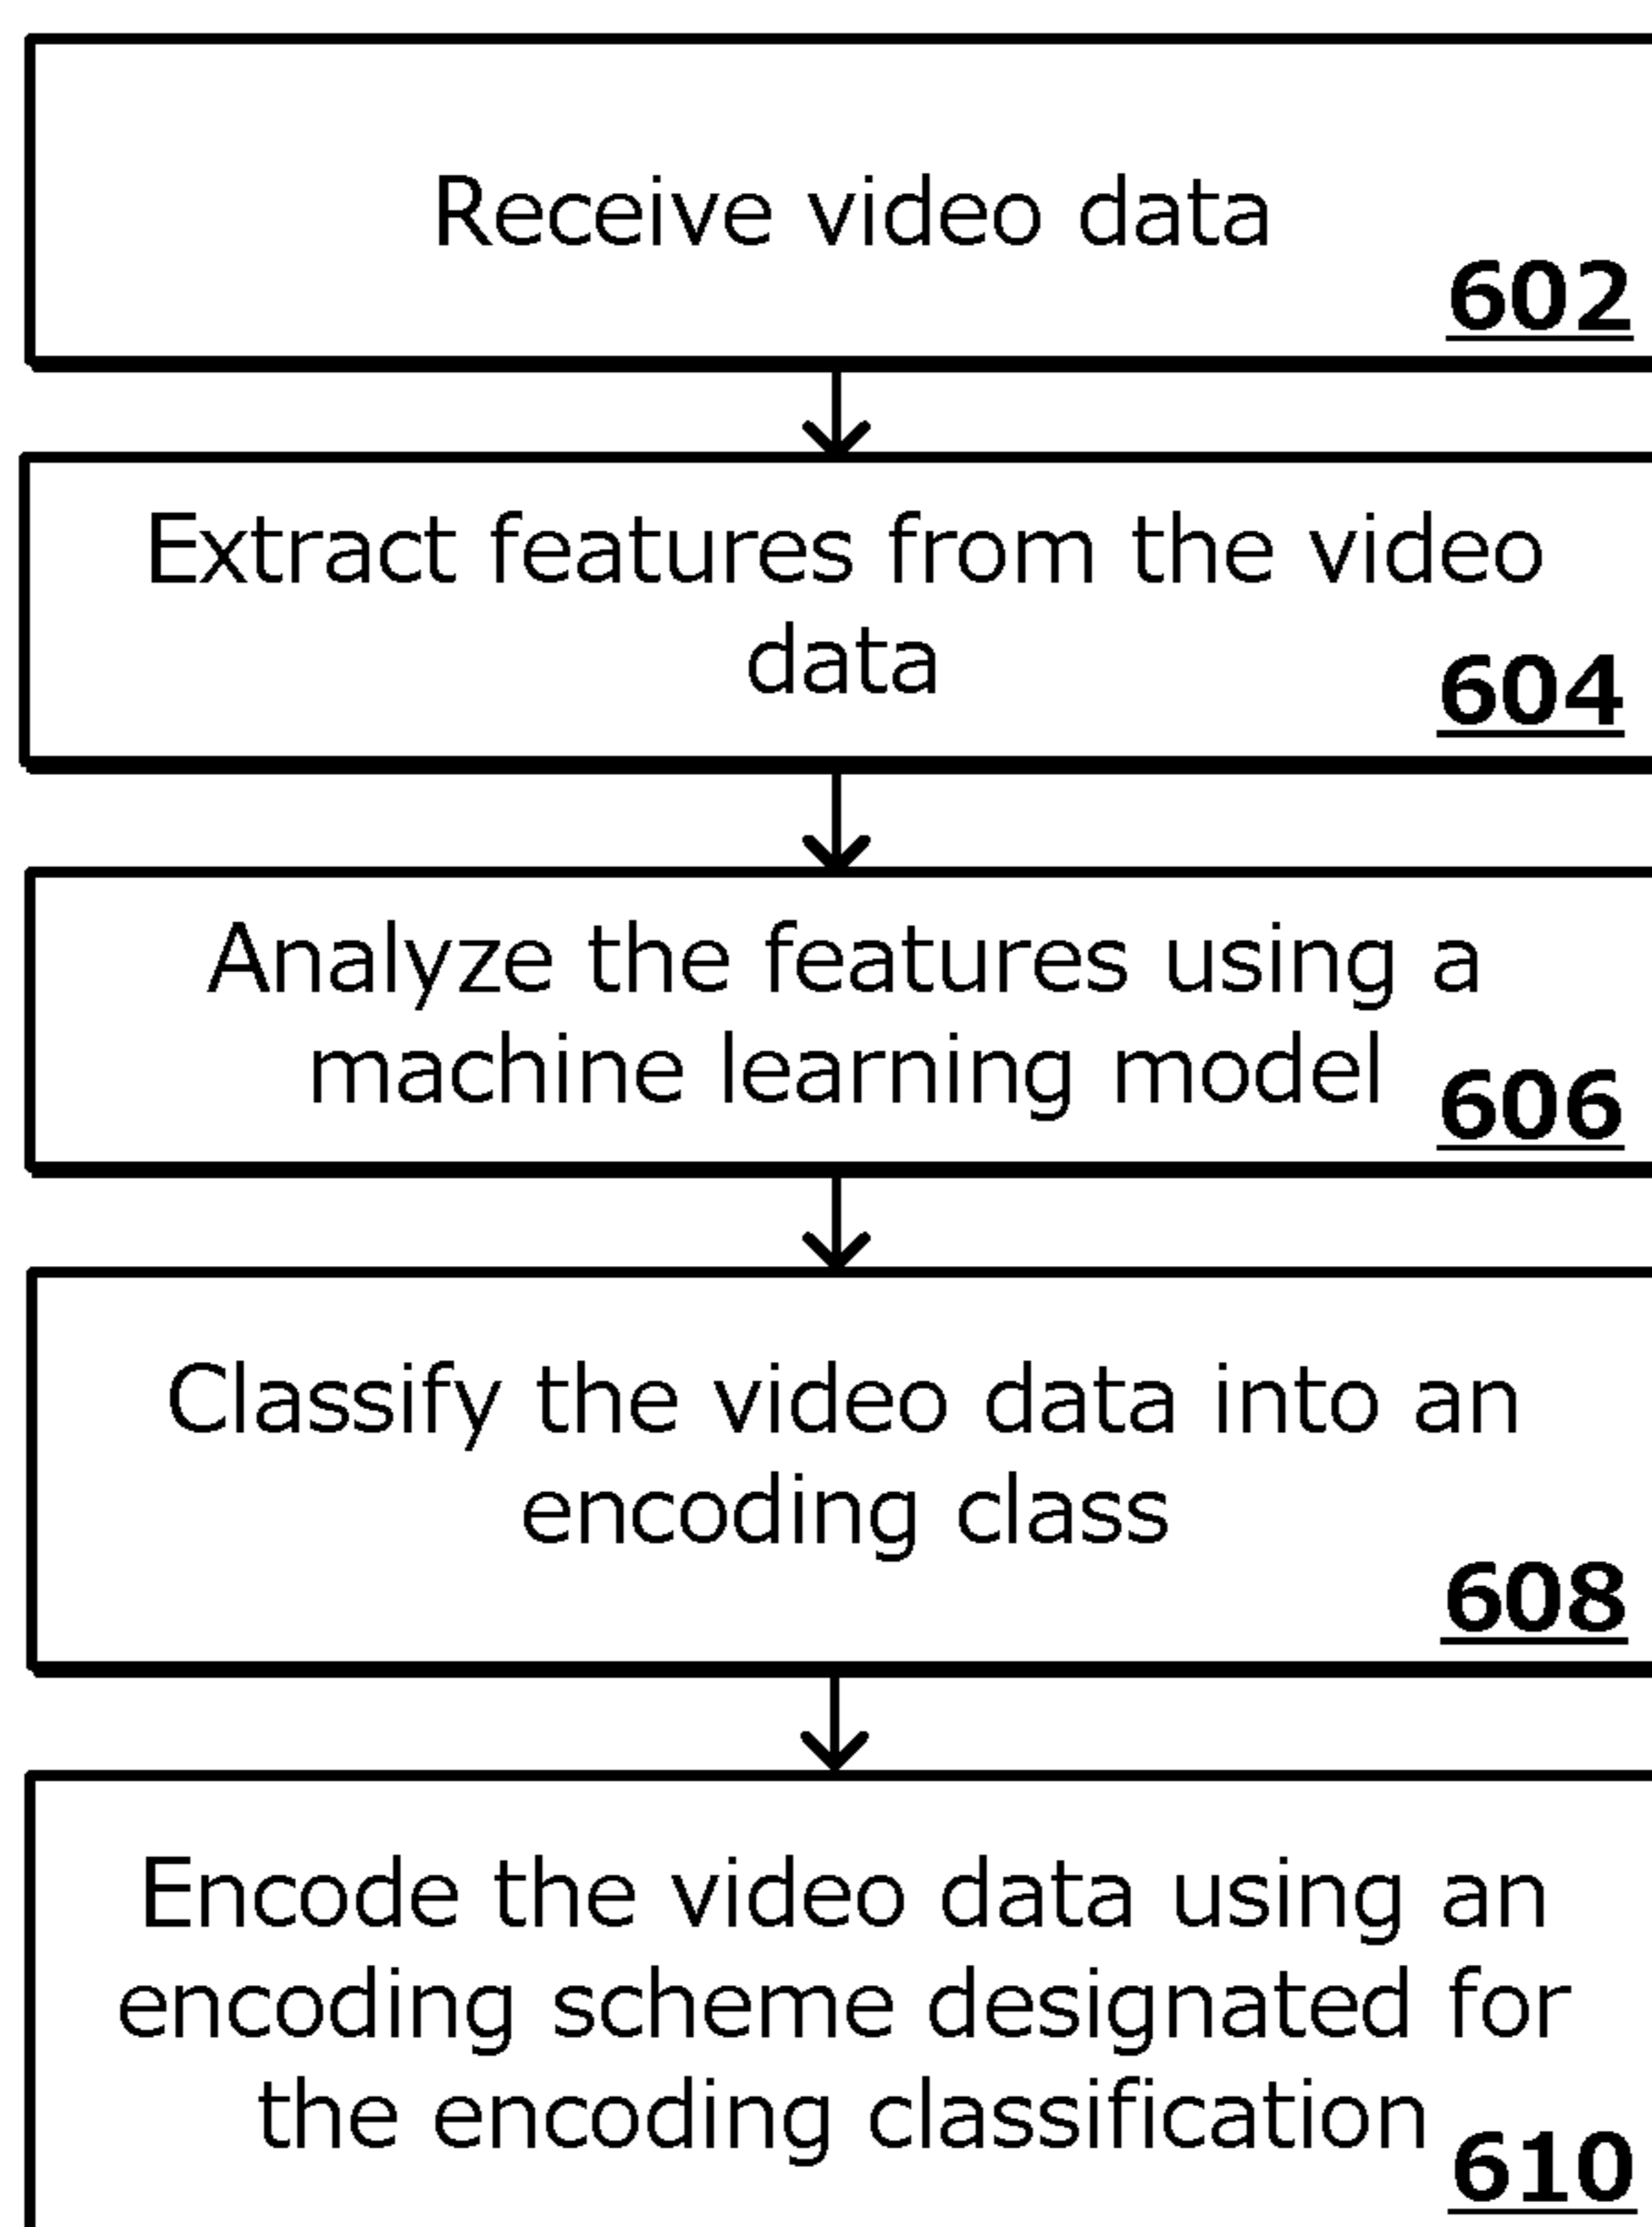 Receive video data
602
Extract features from the video
data
604
Analyze the features using a
machine learning model
606
Classify the video data into an
encoding class
608
Encode the video data using an
encoding scheme designated for
the encoding classification
610